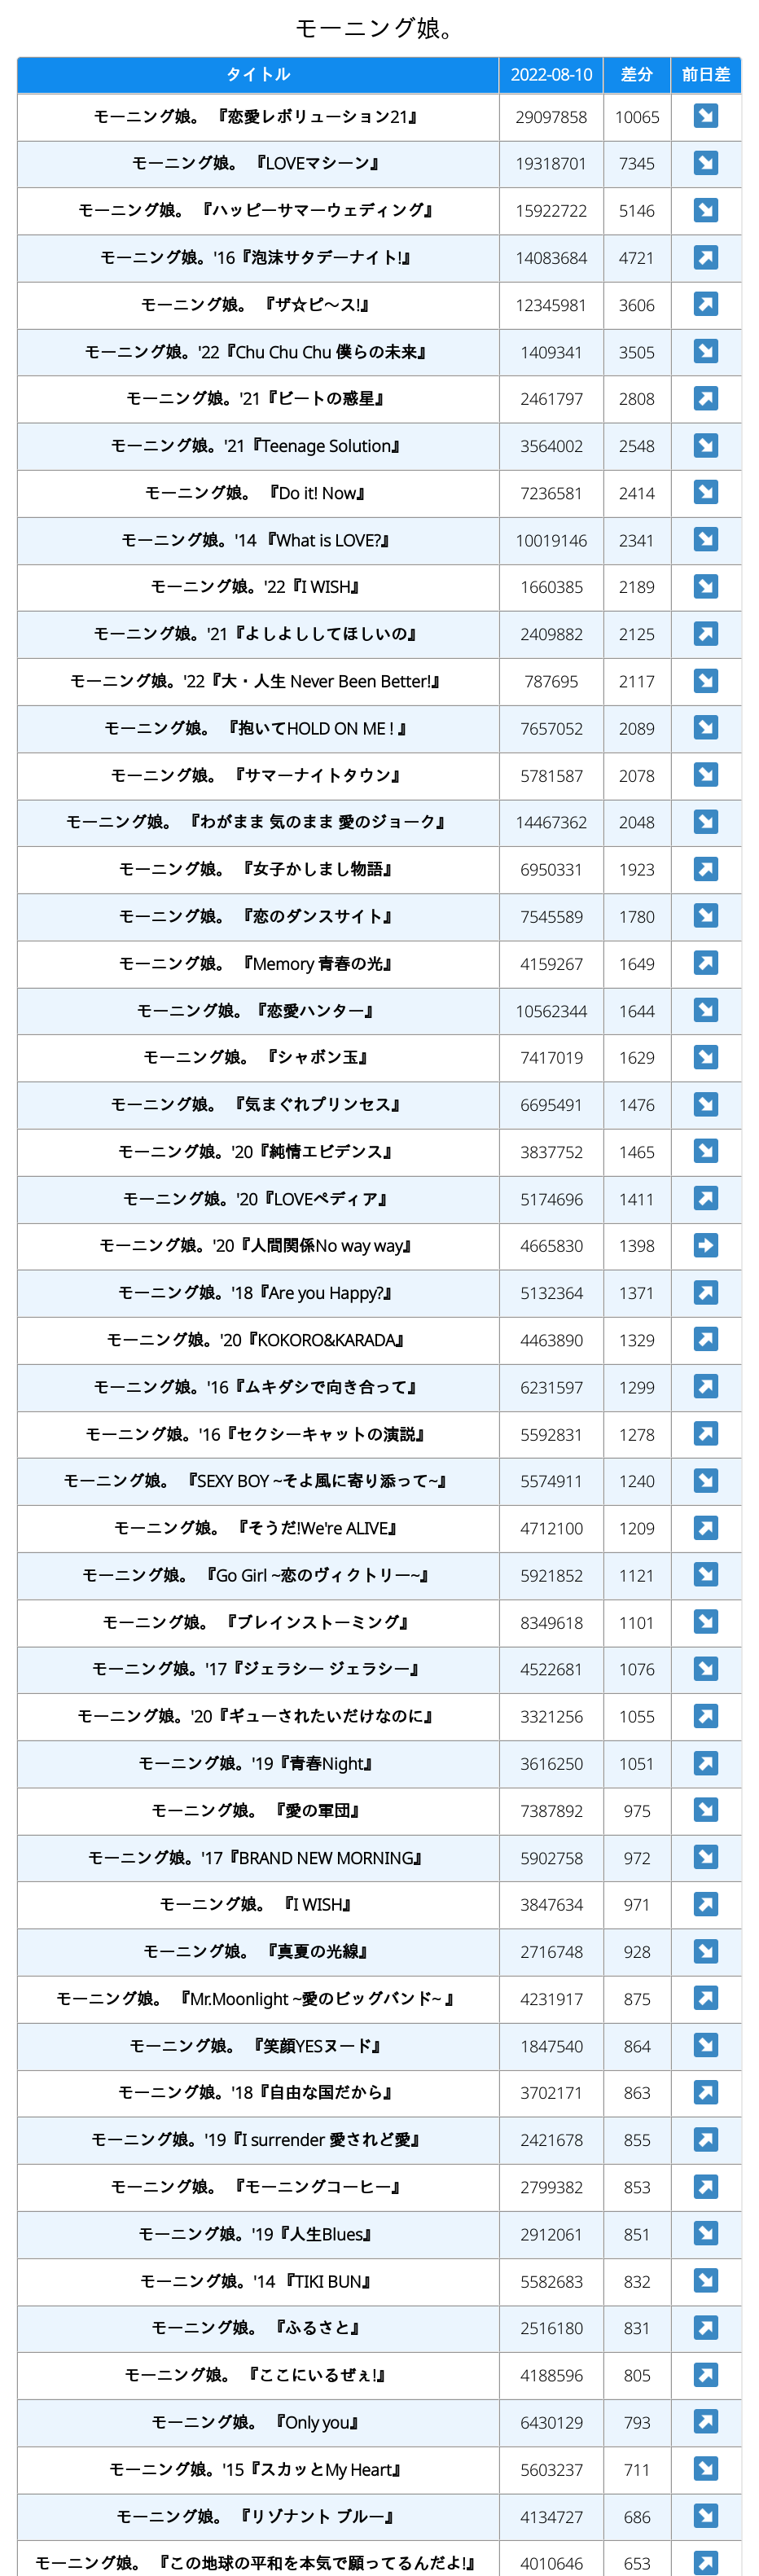 モーニング娘。
タイトル 2022-08-10 差分 前日差
モーニング娘。 『恋愛レボリューション21』 29097858 10065 ↘
モーニング娘。 『LOVEマシーン』 19318701 7345 ↘
モーニング娘。 『ハッピーサマーウェディング』 15922722 5146 ↘
モーニング娘。'16『泡沫サタデーナイト!』 14083684 4721 ↗
モーニング娘。 『ザ☆ピ〜ス!』 12345981 3606 ↗
モーニング娘。'22『Chu Chu Chu 僕らの未来』 1409341 3505 ↘
モーニング娘。'21『ビートの惑星』 2461797 2808 ↗
モーニング娘。'21『Teenage Solution』 3564002 2548 ↘
モーニング娘。 『Do it! Now』 7236581 2414 ↘
モーニング娘。'14 『What is LOVE?』 10019146 2341 ↘
モーニング娘。'22『I WISH』 1660385 2189 ↘
モーニング娘。'21『よしよししてほしいの』 2409882 2125 ↗
モーニング娘。'22『大・人生 Never Been Better!』 787695 2117 ↘
モーニング娘。 『抱いてHOLD ON ME ! 』 7657052 2089 ↘
モーニング娘。 『サマーナイトタウン』 5781587 2078 ↘
モーニング娘。 『わがまま 気のまま 愛のジョーク』 14467362 2048 ↘
モーニング娘。 『女子かしまし物語』 6950331 1923 ↗
モーニング娘。 『恋のダンスサイト』 7545589 1780 ↘
モーニング娘。 『Memory 青春の光』 4159267 1649 ↗
モーニング娘。『恋愛ハンター』 10562344 1644 ↘
モーニング娘。 『シャボン玉』 7417019 1629 ↘
モーニング娘。 『気まぐれプリンセス』 6695491 1476 ↘
モーニング娘。'20『純情エビデンス』 3837752 1465 ↘
モーニング娘。'20『LOVEペディア』 5174696 1411 ↗
モーニング娘。'20『人間関係No way way』 4665830 1398 ➡
モーニング娘。'18『Are you Happy?』 5132364 1371 ↗
モーニング娘。'20『KOKORO&KARADA』 4463890 1329 ↗
モーニング娘。'16『ムキダシで向き合って』 6231597 1299 ↗
モーニング娘。'16『セクシーキャットの演説』 5592831 1278 ↗
モーニング娘。 『SEXY BOY ~そよ風に寄り添って~』 5574911 1240 ↘
モーニング娘。 『そうだ!We're ALIVE』 4712100 1209 ↗
モーニング娘。 『Go Girl ~恋のヴィクトリー~』 5921852 1121 ↘
モーニング娘。 『ブレインストーミング』 8349618 1101 ↘
モーニング娘。'17『ジェラシー ジェラシー』 4522681 1076 ↘
モーニング娘。'20『ギューされたいだけなのに』 3321256 1055 ↗
モーニング娘。'19『青春Night』 3616250 1051 ↗
モーニング娘。 『愛の軍団』 7387892 975 ↘
モーニング娘。'17『BRAND NEW MORNING』 5902758 972 ↘
モーニング娘。 『I WISH』 3847634 971 ↗
モーニング娘。 『真夏の光線』 2716748 928 ↘
モーニング娘。 『Mr.Moonlight ~愛のビッグバンド~ 』 4231917 875 ↗
モーニング娘。 『笑顔YESヌード』 1847540 864 ↘
モーニング娘。'18『自由な国だから』 3702171 863 ↗
モーニング娘。'19『I surrender 愛されど愛』 2421678 855 ↗
モーニング娘。 『モーニングコーヒー』 2799382 853 ↗
モーニング娘。'19『人生Blues』 2912061 851 ↘
モーニング娘。'14 『TIKI BUN』 5582683 832 ↘
モーニング娘。 『ふるさと』 2516180 831 ↗
モーニング娘。 『ここにいるぜぇ!』 4188596 805 ↗
モーニング娘。 『Only you』 6430129 793 ↗
モーニング娘。'15『スカッとMy Heart』 5603237 711 ↘
モーニング娘。 『リゾナント ブルー』 4134727 686 ↘
モーニング娘。 『この地球の平和を本気で願ってるんだよ!』 4010646 653 ↗